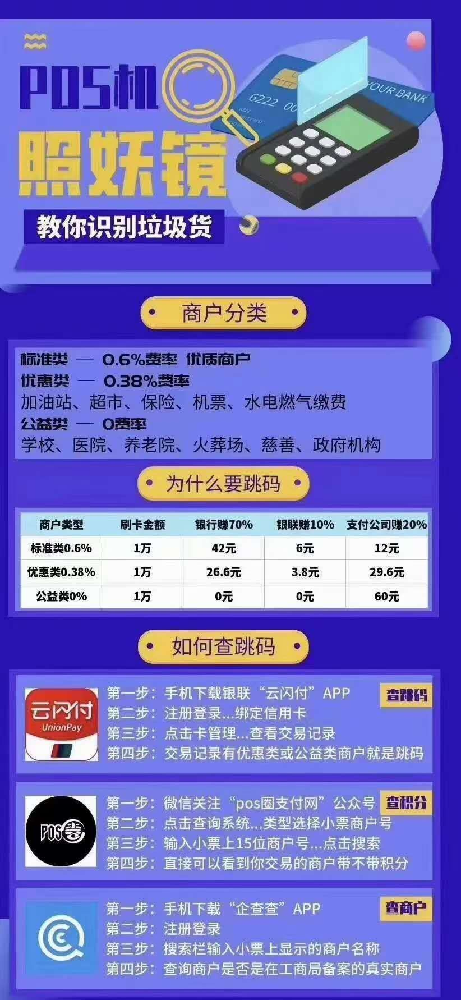 POS机
照妖镜
6222 00
6222
YOUR BANK
教你识别垃圾货
商户分类
标准类 — 0.6%费率 优质商户
优惠类 — 0.38%费率
加油站、超市、保险、机票、水电燃气缴费
公益类 — 0费率
学校、医院、养老院、火葬场、慈善、政府机构
为什么要跳码
商户类型 刷卡金额 银行赚70% 银联赚10% 支付公司赚20%
标准类0.6% 1万 42元 6元 12元
优惠类0.38% 1万 26.6元 3.8元 29.6元
公益类0% 1万 0元 0元 60元
如何查跳码
云闪付
UnionPay
查跳码
第一步：手机下载银联“云闪付”APP
第二步：注册登录...绑定信用卡
第三步：点击卡管理...查看交易记录
第四步：交易记录有优惠类或公益类商户就是跳码
POS圈
查积分
第一步：微信关注“pos圈支付网”公众号
第二步：点击查询系统...类型选择小票商户号
第三步：输入小票上15位商户号...点击搜索
第四步：直接可以看到你交易的商户带不带积分
查商户
第一步：手机下载“企查查”APP
第二步：注册登录
第三步：搜索栏输入小票上显示的商户名称
第四步：查询商户是否是在工商局备案的真实商户